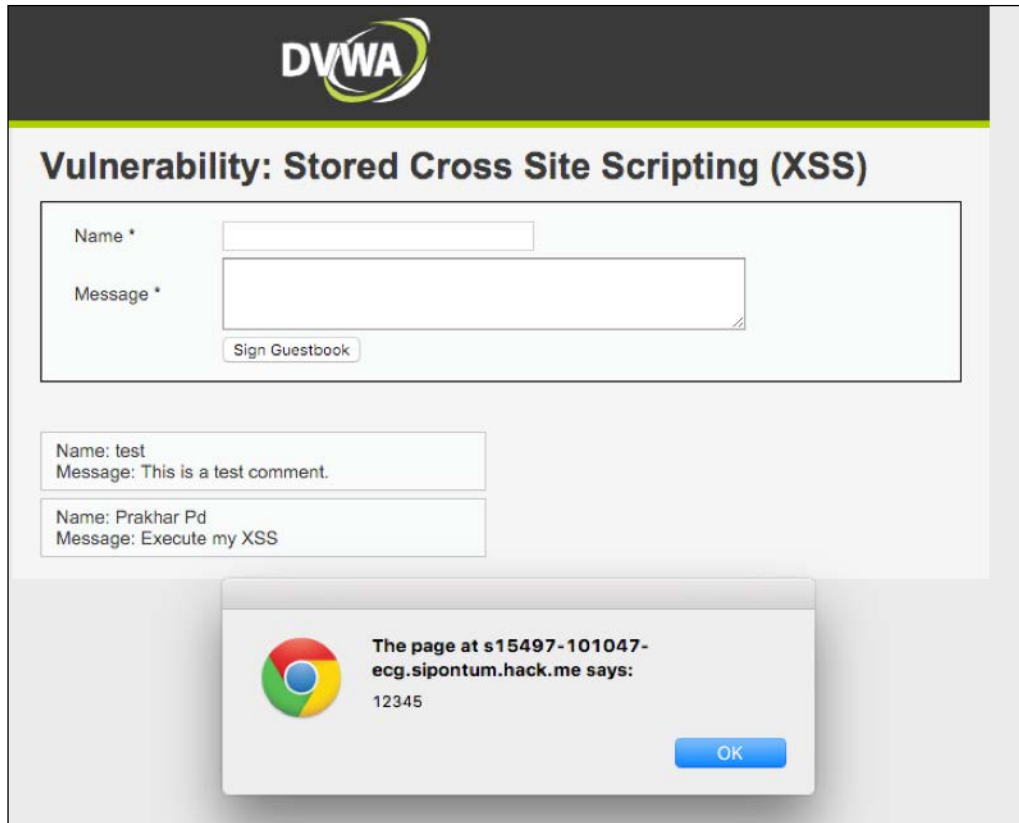 DVWA
Vulnerability: Stored Cross Site Scripting (XSS)
Name *
Message *
Sign Guestbook
Name: test
Message: This is a test comment.
Name: Prakhar Pd
Message: Execute my XSS
The page at s15497-101047-
ecg.sipontum.hack.me says:
12345
OK